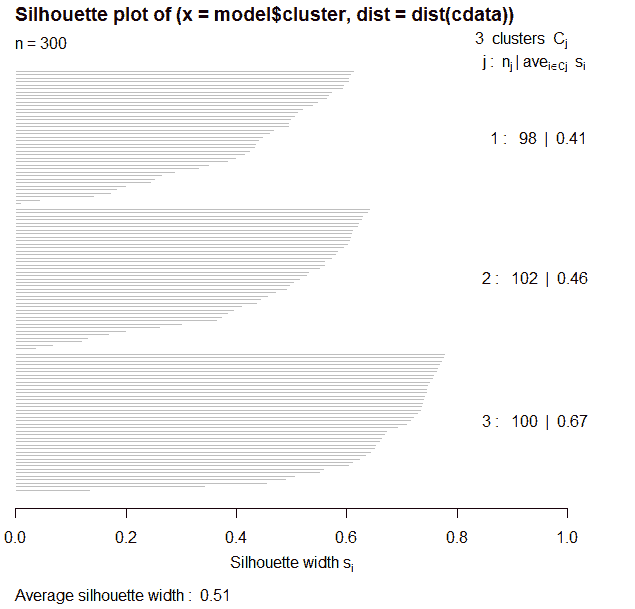 Silhouette plot of (x = model$cluster, dist = dist(cdata))
n = 300
3 clusters Cj
j : nj | avei∈Cj si
1 : 98 | 0.41
2 : 102 | 0.46
3 : 100 | 0.67
0.0 0.2 0.4 0.6 0.8 1.0
Silhouette width si
Average silhouette width : 0.51